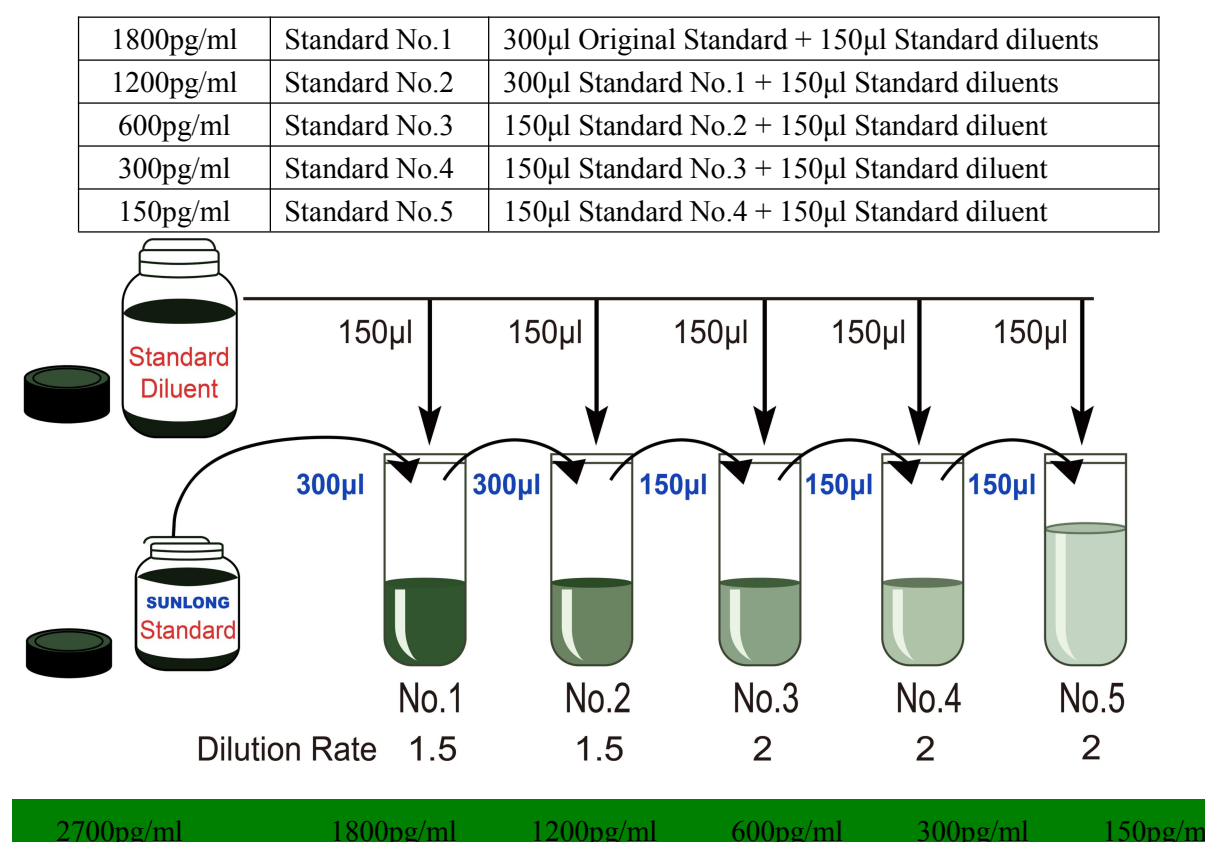 1800pg/ml Standard No.1 300μl Original Standard + 150μl Standard diluents
1200pg/ml Standard No.2 300μl Standard No.1 + 150μl Standard diluents
600pg/ml Standard No.3 150μl Standard No.2 + 150μl Standard diluent
300pg/ml Standard No.4 150μl Standard No.3 + 150μl Standard diluent
150pg/ml Standard No.5 150μl Standard No.4 + 150μl Standard diluent
150μl 150μl 150μl 150μl 150μl
Standard
Diluent
300μl 300μl 150μl 150μl 150μl
SUNLONG
Standard
No.1 No.2 No.3 No.4 No.5
Dilution Rate 1.5 1.5 2 2 2
2700pg/ml 1800pg/ml 1200pg/ml 600pg/ml 300pg/ml 150pg/m